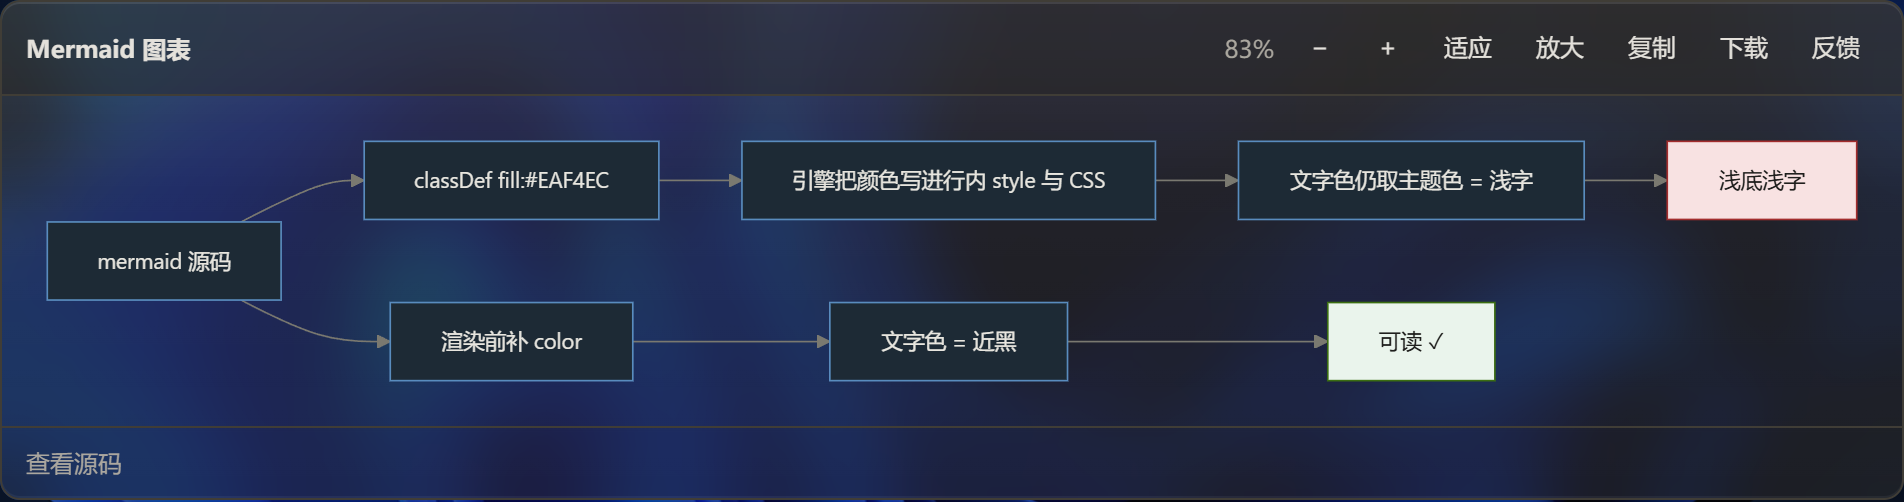 Mermaid 图表
83% − + 适应 放大 复制 下载 反馈
classDef fill:#EAF4EC
引擎把颜色写进行内 style 与 CSS
文字色仍取主题色 = 浅字
浅底浅字
mermaid 源码
渲染前补 color
文字色 = 近黑
可读 ✓
查看源码